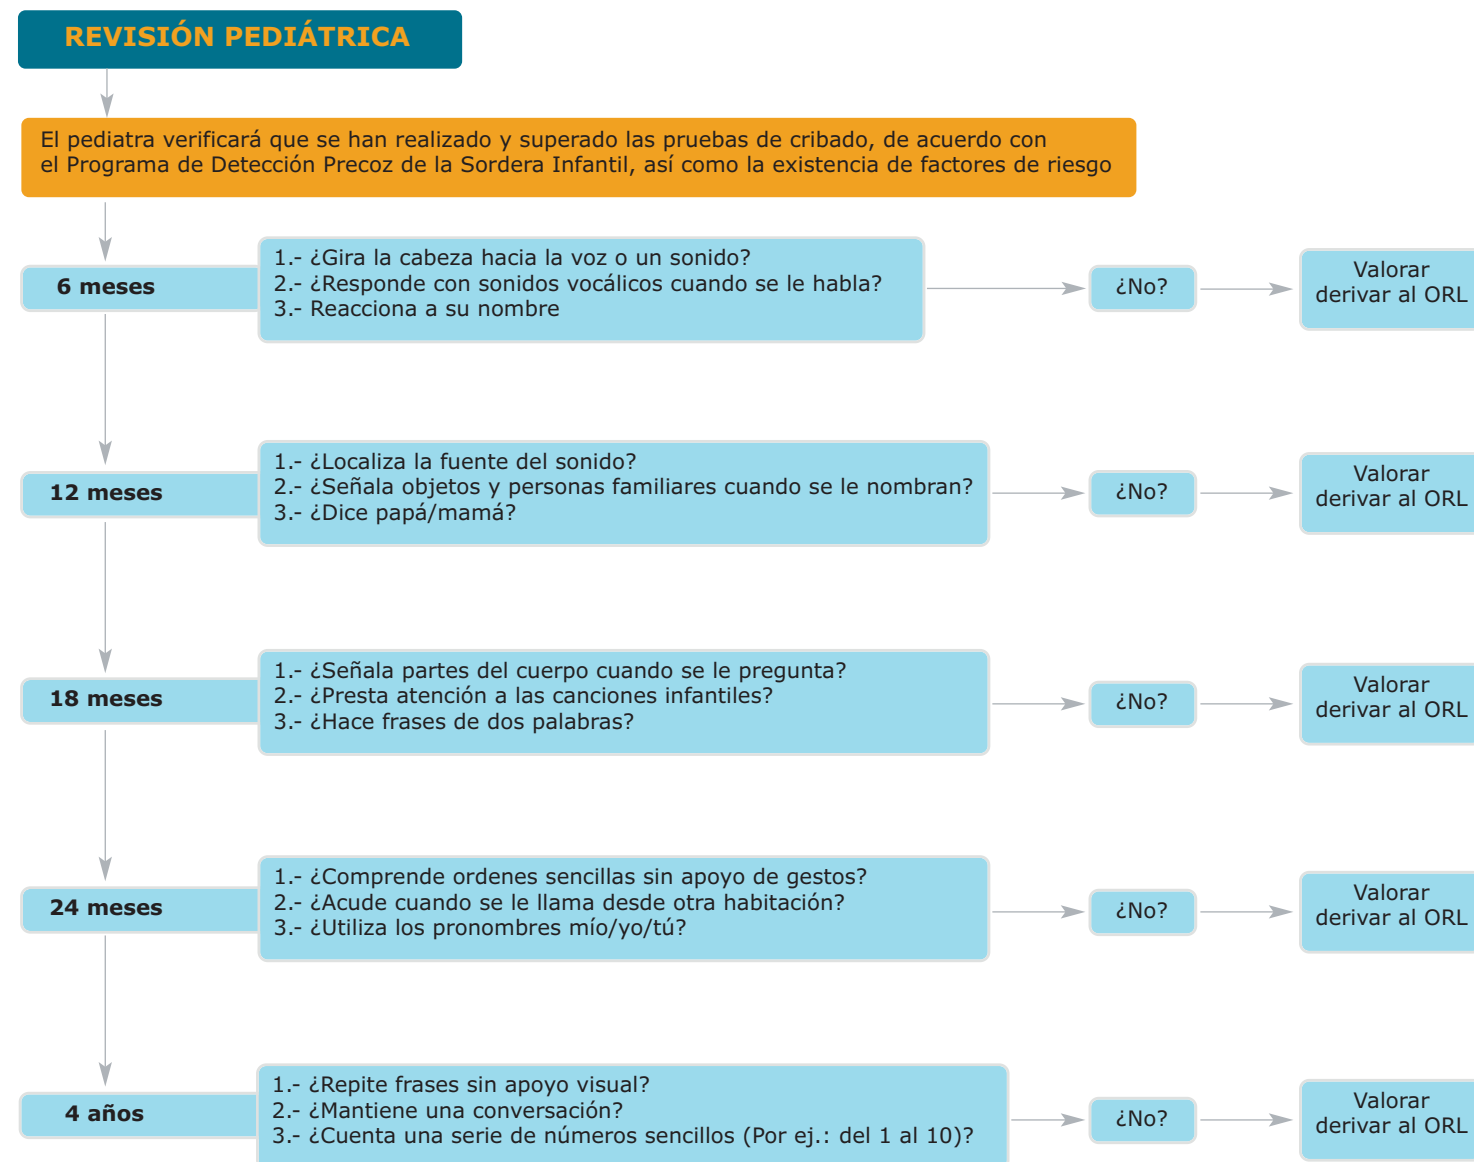 REVISIÓN PEDIÁTRICA
El pediatra verificará que se han realizado y superado las pruebas de cribado, de acuerdo con
el Programa de Detección Precoz de la Sordera Infantil, así como la existencia de factores de riesgo
6 meses
1.- ¿Gira la cabeza hacia la voz o un sonido?
2.- ¿Responde con sonidos vocálicos cuando se le habla?
3.- Reacciona a su nombre
¿No?
Valorar
derivar al ORL
12 meses
1.- ¿Localiza la fuente del sonido?
2.- ¿Señala objetos y personas familiares cuando se le nombran?
3.- ¿Dice papá/mamá?
¿No?
Valorar
derivar al ORL
18 meses
1.- ¿Señala partes del cuerpo cuando se le pregunta?
2.- ¿Presta atención a las canciones infantiles?
3.- ¿Hace frases de dos palabras?
¿No?
Valorar
derivar al ORL
24 meses
1.- ¿Comprende ordenes sencillas sin apoyo de gestos?
2.- ¿Acude cuando se le llama desde otra habitación?
3.- ¿Utiliza los pronombres mío/yo/tú?
¿No?
Valorar
derivar al ORL
4 años
1.- ¿Repite frases sin apoyo visual?
2.- ¿Mantiene una conversación?
3.- ¿Cuenta una serie de números sencillos (Por ej.: del 1 al 10)?
¿No?
Valorar
derivar al ORL